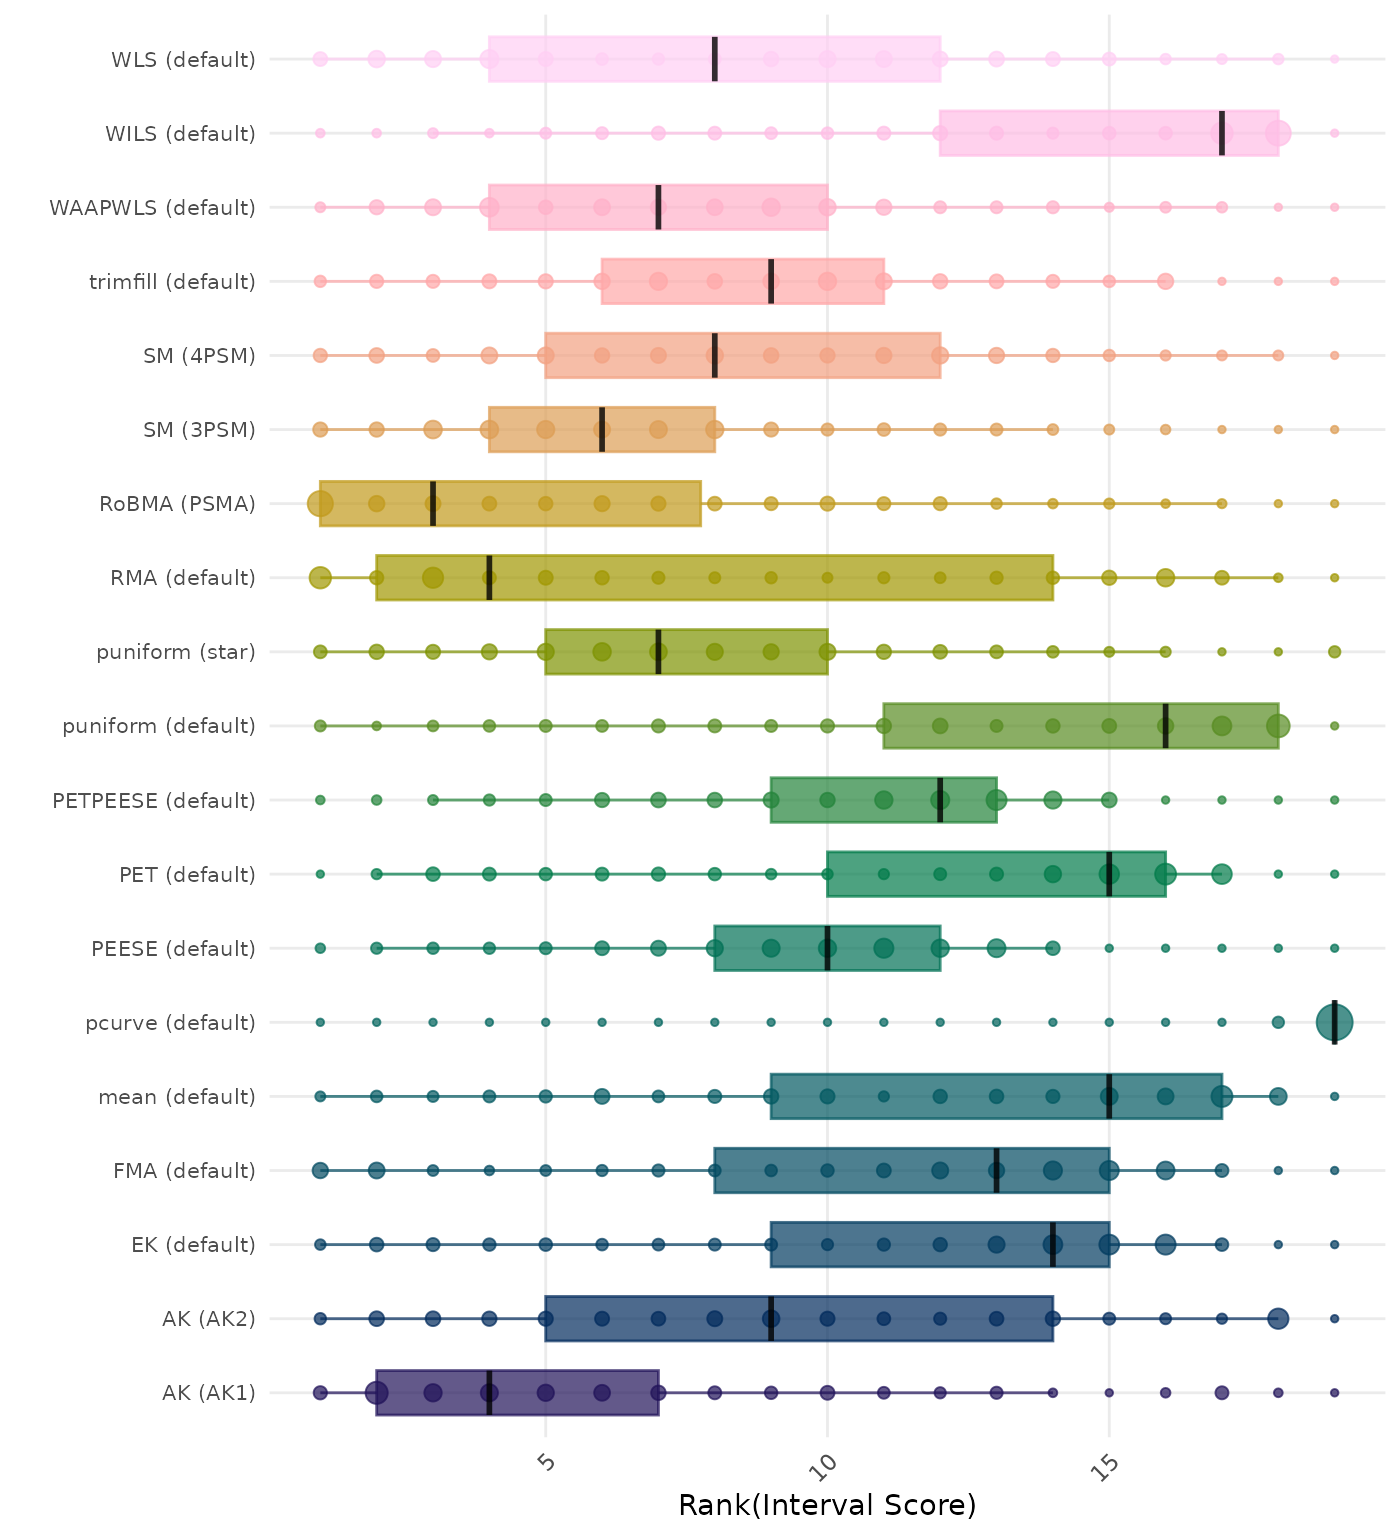 WLS (default)
WILS (default)
WAAPWLS (default)
trimfill (default)
SM (4PSM)
SM (3PSM)
RoBMA (PSMA)
RMA (default)
puniform (star)
puniform (default)
PETPEESE (default)
PET (default)
PEESE (default)
pcurve (default)
mean (default)
FMA (default)
EK (default)
AK (AK2)
AK (AK1)
5 10 15
Rank(Interval Score)